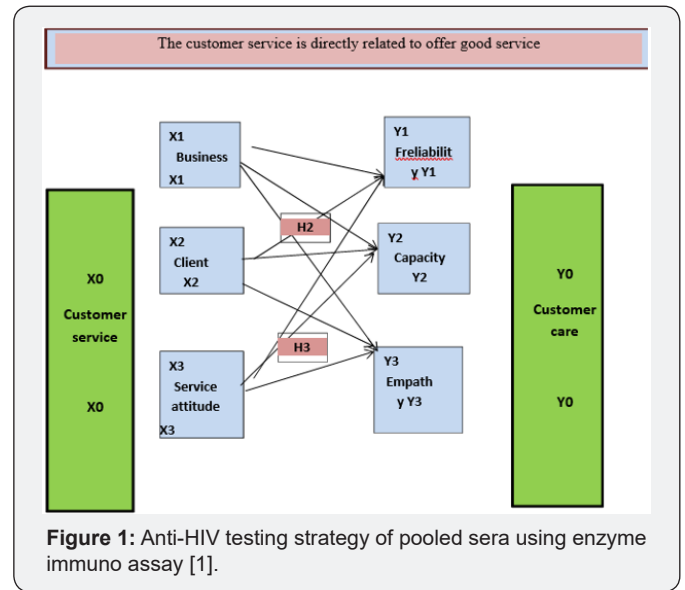 The customer service is directly related to offer good service
X1
Business
X1
Y1
Freliabilit
y Y1
H2
X2
Client
X2
Y2
Capacity
Y2
X0
Customer
service
X0
Y0
Customer
care
Y0
H3
X3
Service
attitude
X3
Y3
Empath
y Y3
Figure 1: Anti-HIV testing strategy of pooled sera using enzyme
immuno assay [1].